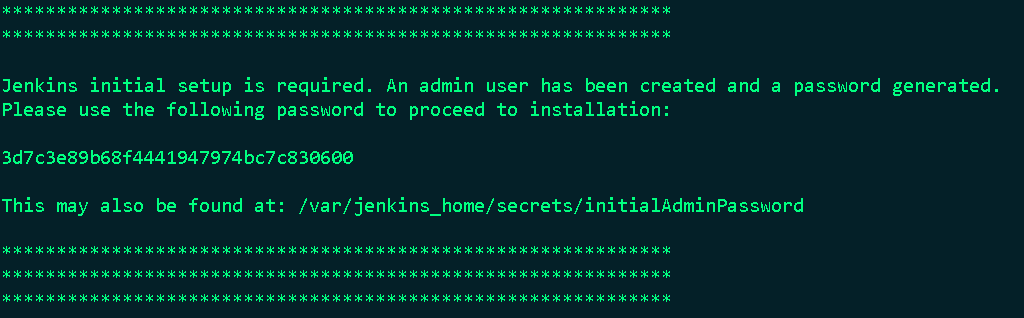 *************************************************************
*************************************************************
Jenkins initial setup is required. An admin user has been created and a password generated.
Please use the following password to proceed to installation:
3d7c3e89b68f4441947974bc7c830600
This may also be found at: /var/jenkins_home/secrets/initialAdminPassword
*************************************************************
*************************************************************
*************************************************************